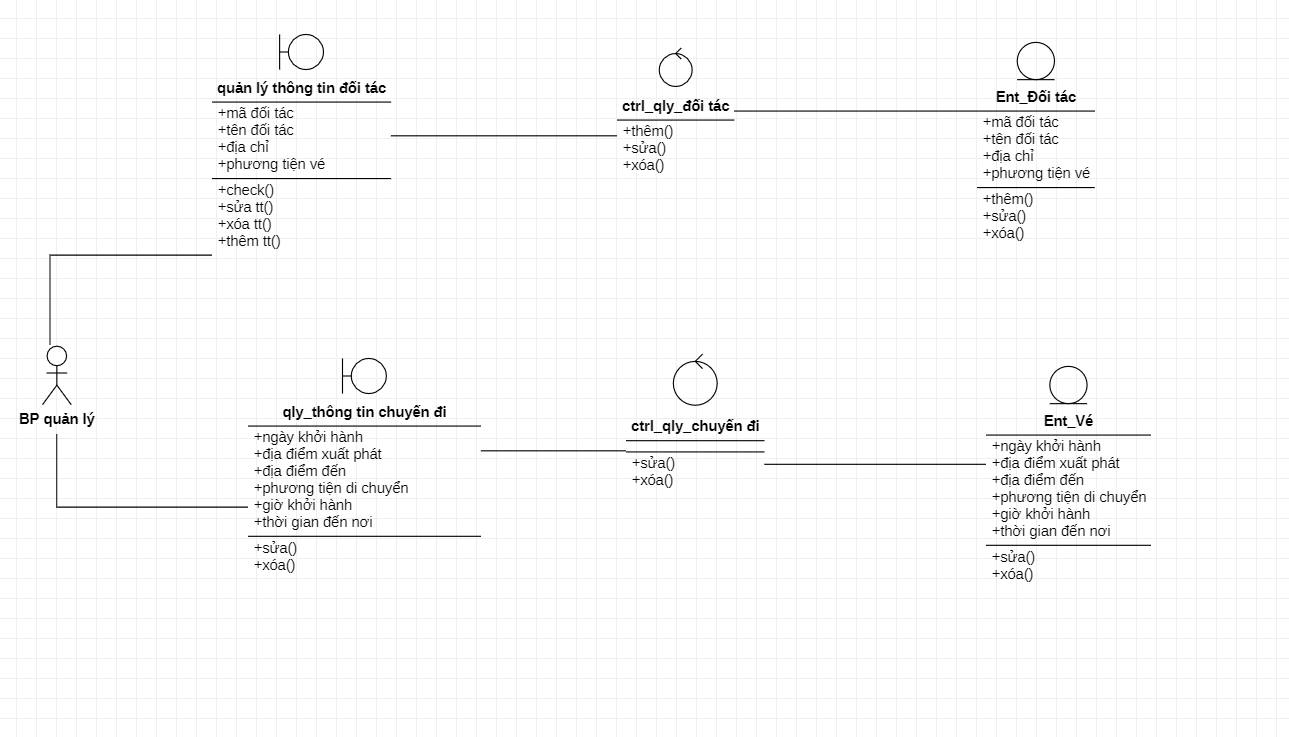 quản lý thông tin đối tác
+mã đối tác
+tên đối tác
+địa chỉ
+phương tiện vé
+check()
+sửa tt()
+xóa tt()
+thêm tt()
ctrl_qly_đối tác
+thêm()
+sửa()
+xóa()
Ent_Đối tác
+mã đối tác
+tên đối tác
+địa chỉ
+phương tiện vé
+thêm()
+sửa()
+xóa()
BP quản lý
qly_thông tin chuyến đi
+ngày khởi hành
+địa điểm xuất phát
+địa điểm đến
+phương tiện di chuyển
+giờ khởi hành
+thời gian đến nơi
+sửa()
+xóa()
ctrl_qly_chuyến đi
+sửa()
+xóa()
Ent_Vé
+ngày khởi hành
+địa điểm xuất phát
+địa điểm đến
+phương tiện di chuyển
+giờ khởi hành
+thời gian đến nơi
+sửa()
+xóa()